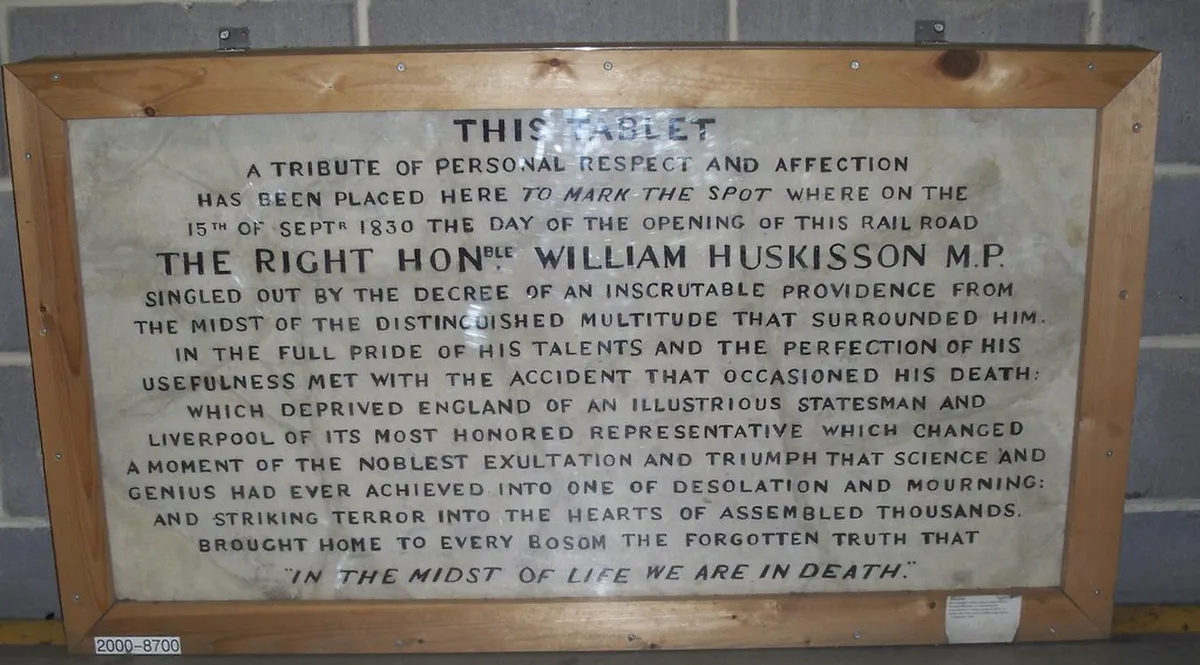 THIS TABLET
A TRIBUTE OF PERSONAL RESPECT AND AFFECTION
HAS BEEN PLACED HERE TO MARK THE SPOT WHERE ON THE
15TH OF SEPTR 1830 THE DAY OF THE OPENING OF THIS RAIL ROAD
THE RIGHT HONBLE. WILLIAM HUSKISSON M.P.
SINGLED OUT BY THE DECREE OF AN INSCRUTABLE PROVIDENCE FROM
THE MIDST OF THE DISTINGUISHED MULTITUDE THAT SURROUNDED HIM.
IN THE FULL PRIDE OF HIS TALENTS AND THE PERFECTION OF HIS
USEFULNESS MET WITH THE ACCIDENT THAT OCCASIONED HIS DEATH:
WHICH DEPRIVED ENGLAND OF AN ILLUSTRIOUS STATESMAN AND
LIVERPOOL OF ITS MOST HONORED REPRESENTATIVE WHICH CHANGED
A MOMENT OF THE NOBLEST EXULTATION AND TRIUMPH THAT SCIENCE AND
GENIUS HAD EVER ACHIEVED INTO ONE OF DESOLATION AND MOURNING:
AND STRIKING TERROR INTO THE HEARTS OF ASSEMBLED THOUSANDS.
BROUGHT HOME TO EVERY BOSOM THE FORGOTTEN TRUTH THAT
"IN THE MIDST OF LIFE WE ARE IN DEATH."
2000-8700